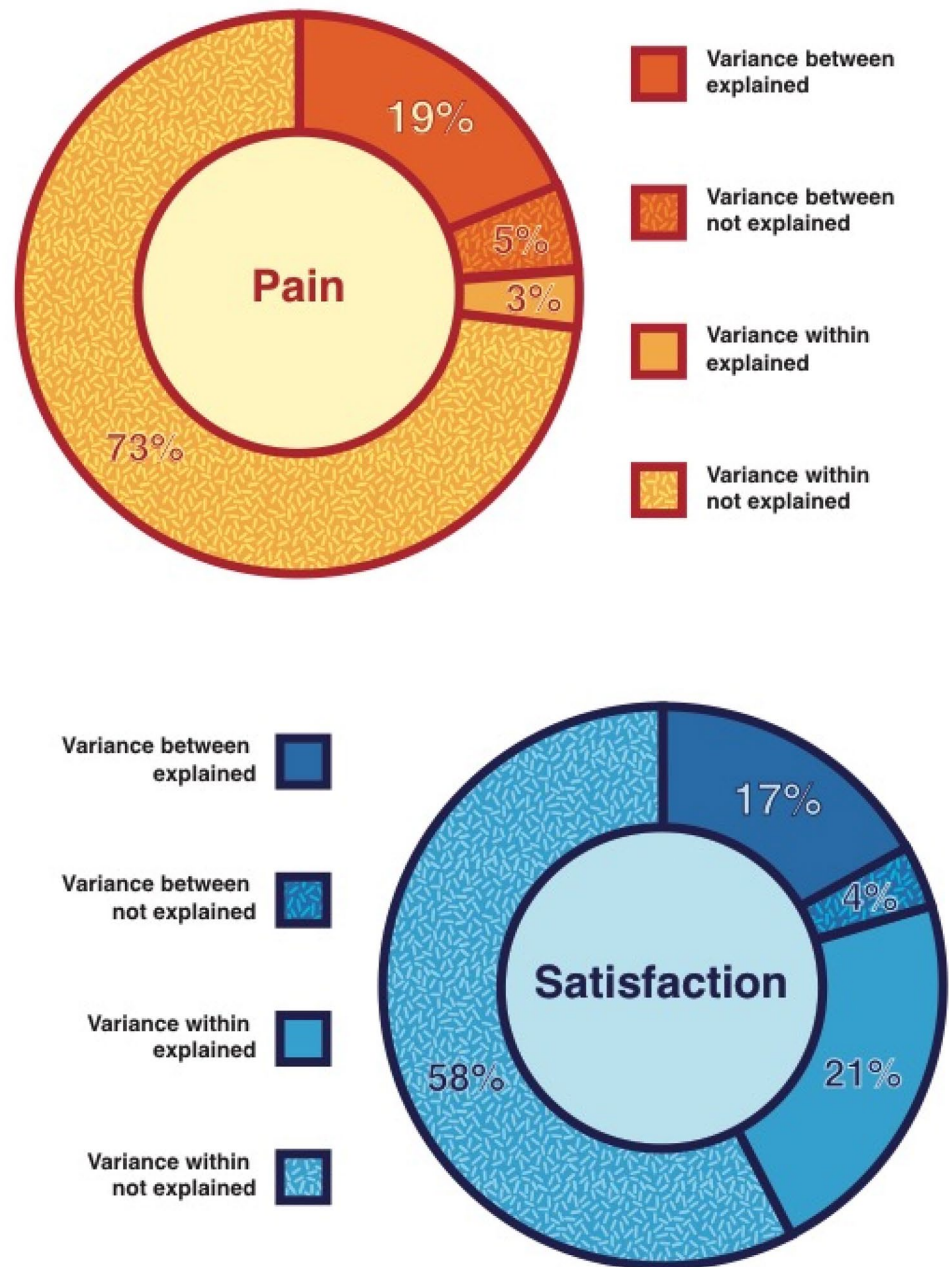 19%
5%
3%
73%
Pain
Variance between
explained
Variance between
not explained
Variance within
explained
Variance within
not explained
Variance between
explained
Variance between
not explained
Variance within
explained
Variance within
not explained
17%
4%
21%
58%
Satisfaction